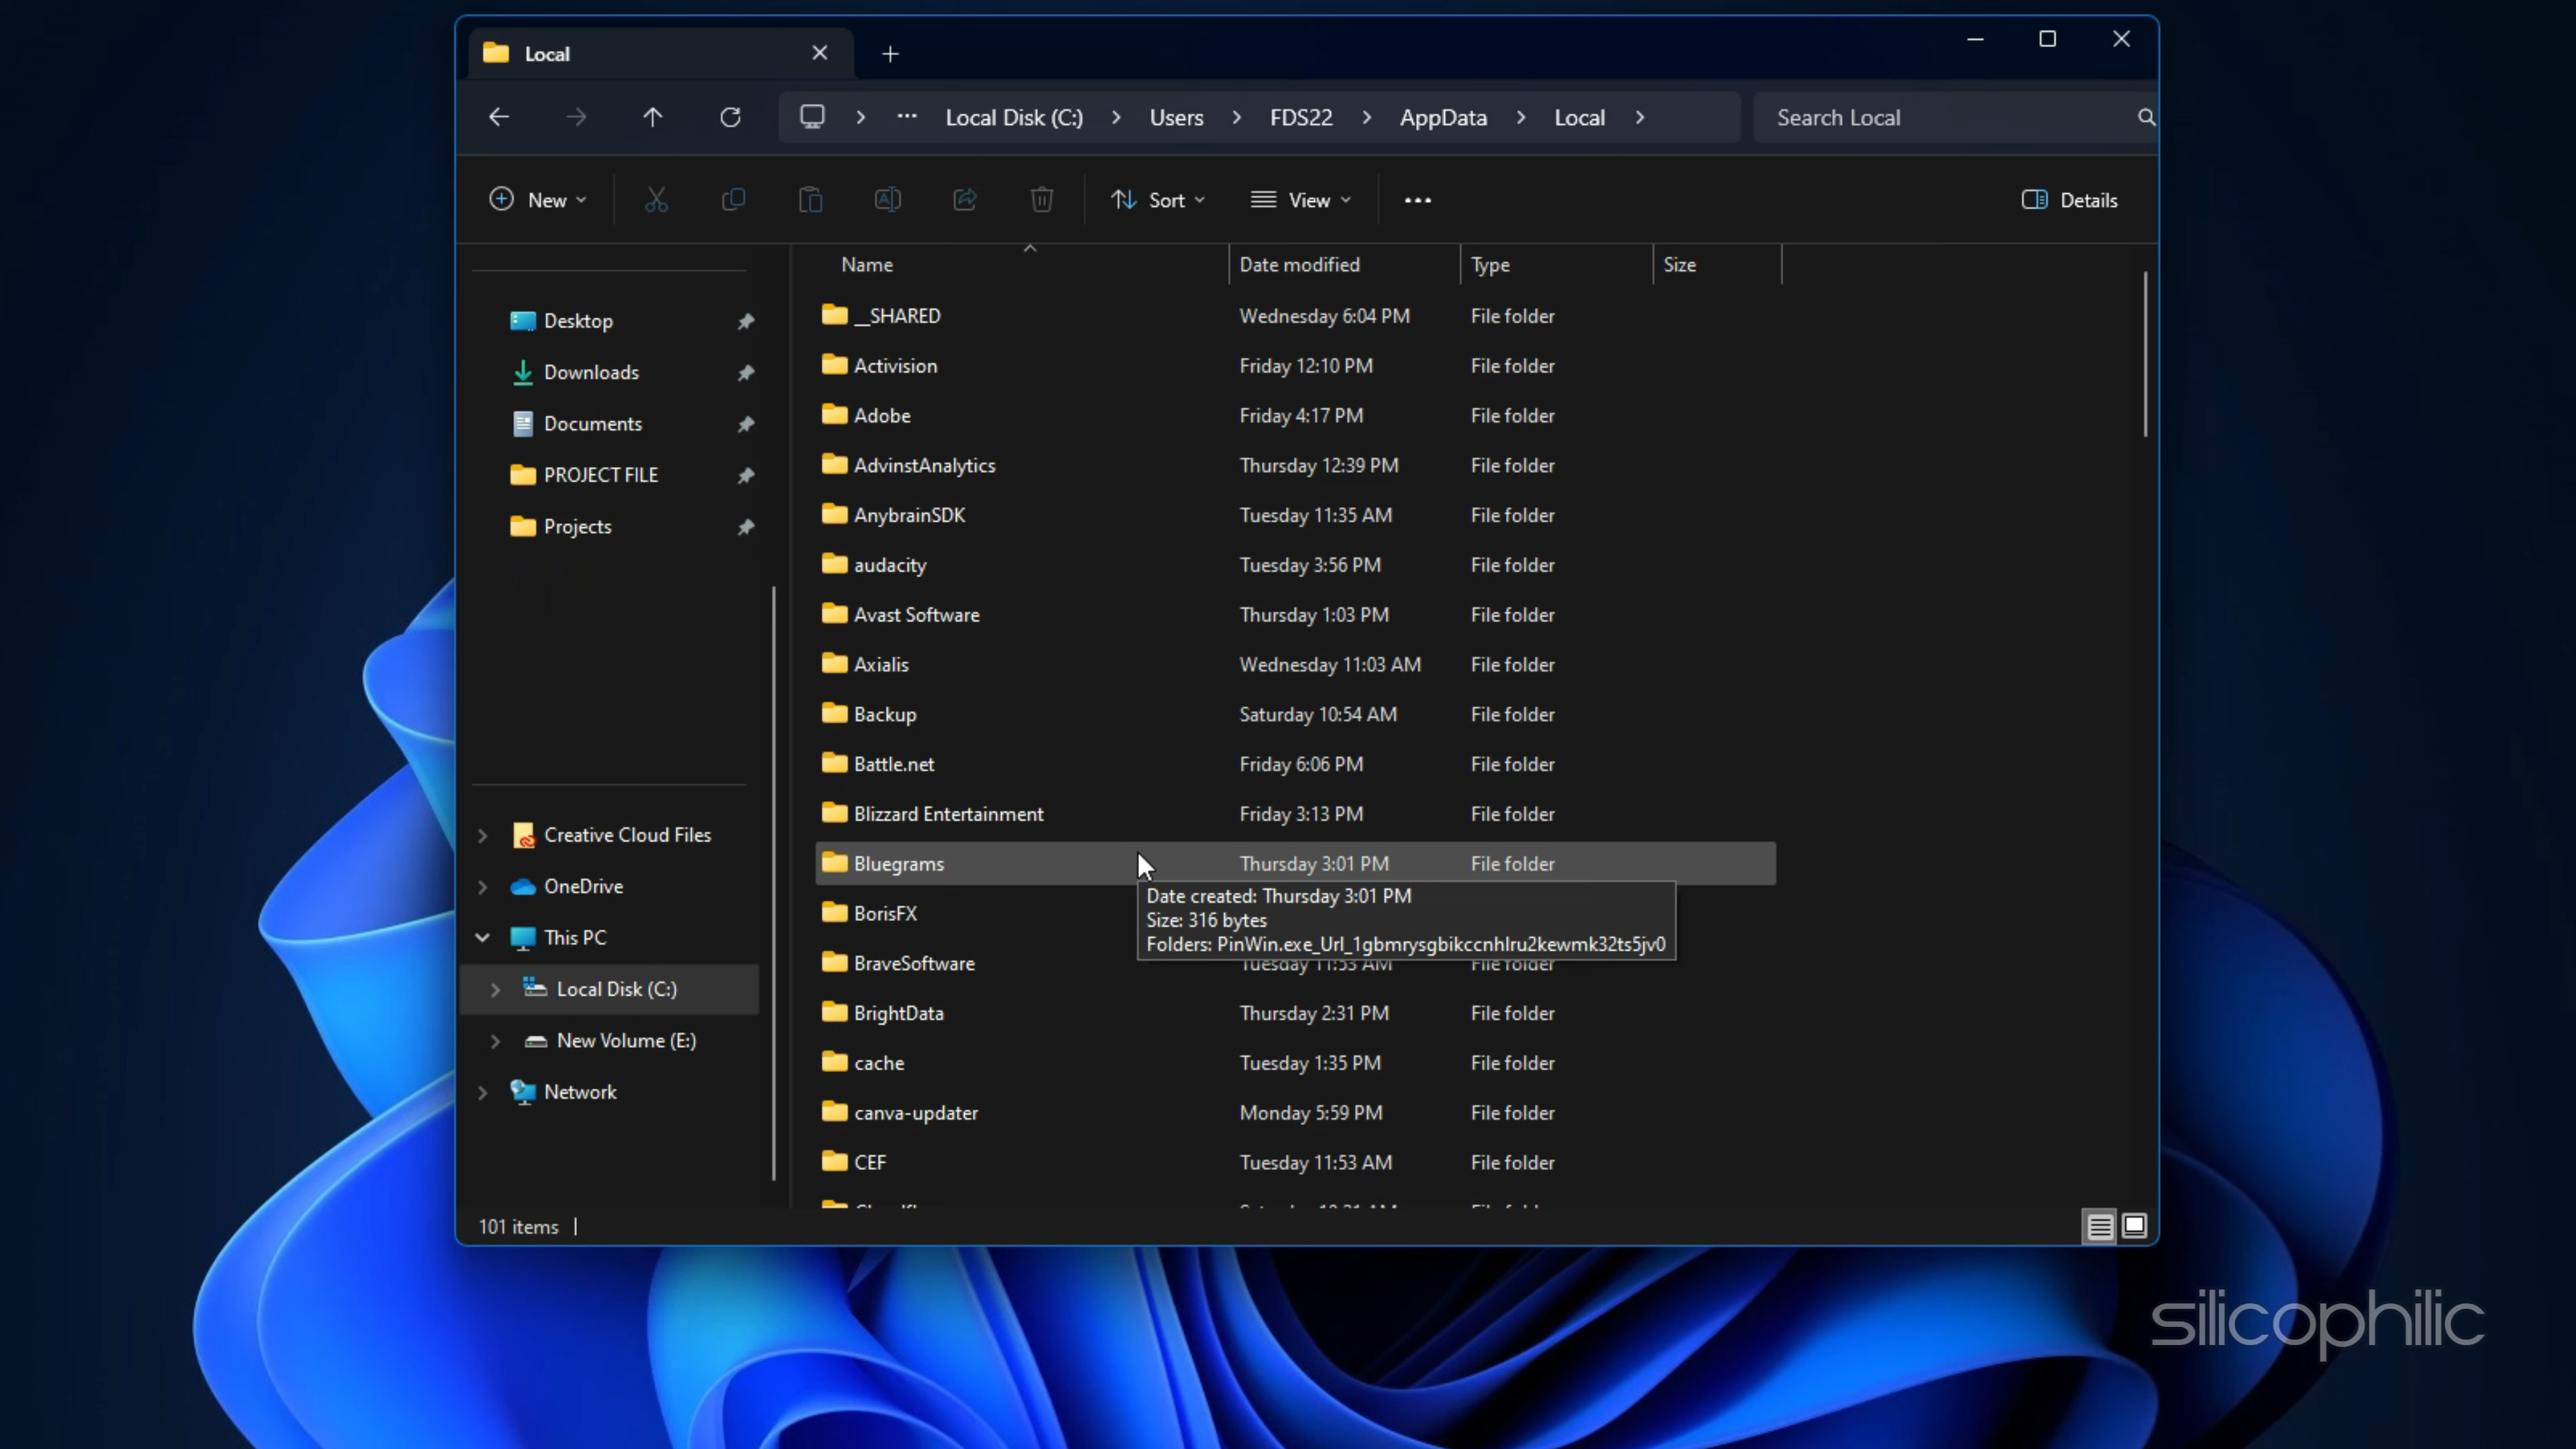 Local
Local Disk (C:) Users FDS22 AppData Local
Search Local
New
Sort
View
Details
Name Date modified Type Size
Desktop
Downloads
Documents
PROJECT FILE
Projects
Creative Cloud Files
OneDrive
This PC
Local Disk (C:)
New Volume (E:)
Network
__SHARED Wednesday 6:04 PM File folder
Activision Friday 12:10 PM File folder
Adobe Friday 4:17 PM File folder
AdvinstAnalytics Thursday 12:39 PM File folder
AnybrainSDK Tuesday 11:35 AM File folder
audacity Tuesday 3:56 PM File folder
Avast Software Thursday 1:03 PM File folder
Axialis Wednesday 11:03 AM File folder
Backup Saturday 10:54 AM File folder
Battle.net Friday 6:06 PM File folder
Blizzard Entertainment Friday 3:13 PM File folder
Bluegrams Thursday 3:01 PM File folder
Date created: Thursday 3:01 PM
Size: 316 bytes
Folders: PinWin.exe_Url_1gbmrysgbikccnhlru2kewmk32ts5jv0
BorisFX
BraveSoftware Tuesday 11:53 AM File folder
BrightData Thursday 2:31 PM File folder
cache Tuesday 1:35 PM File folder
canva-updater Monday 5:59 PM File folder
CEF Tuesday 11:53 AM File folder
101 items
silicophilic